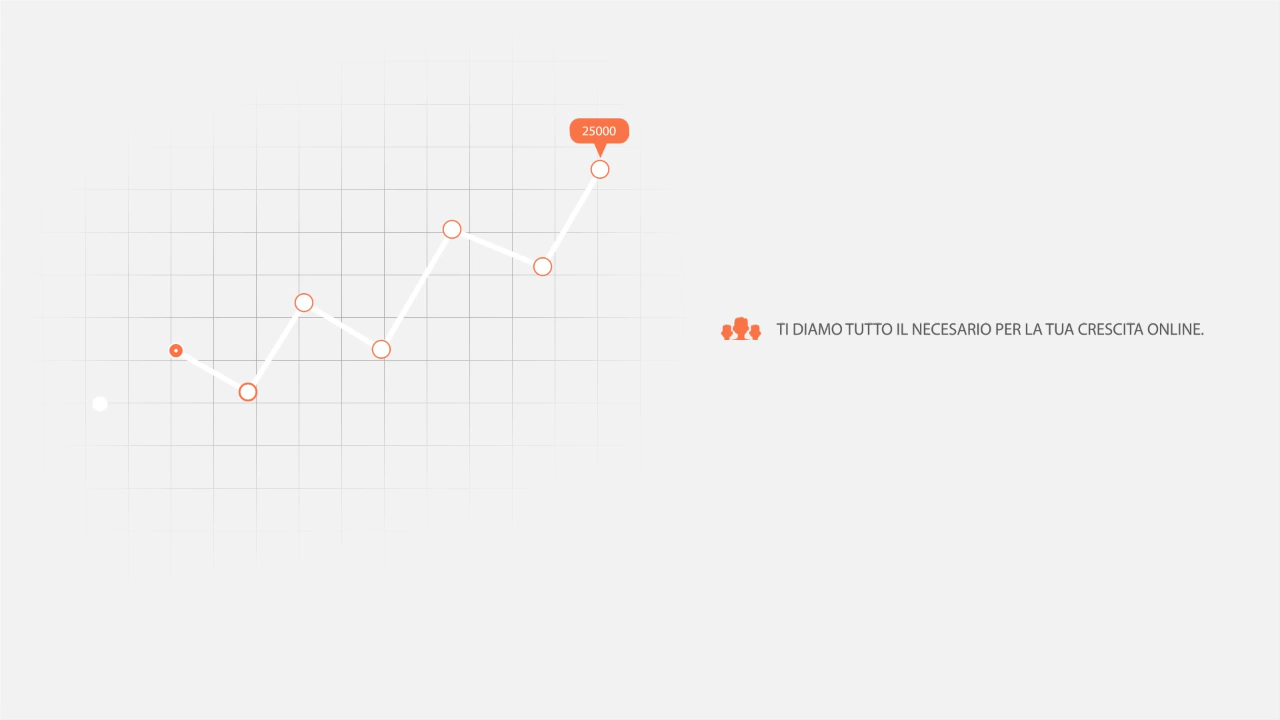 25000
TI DIAMO TUTTO IL NECESARIO PER LA TUA CRESCITA ONLINE.